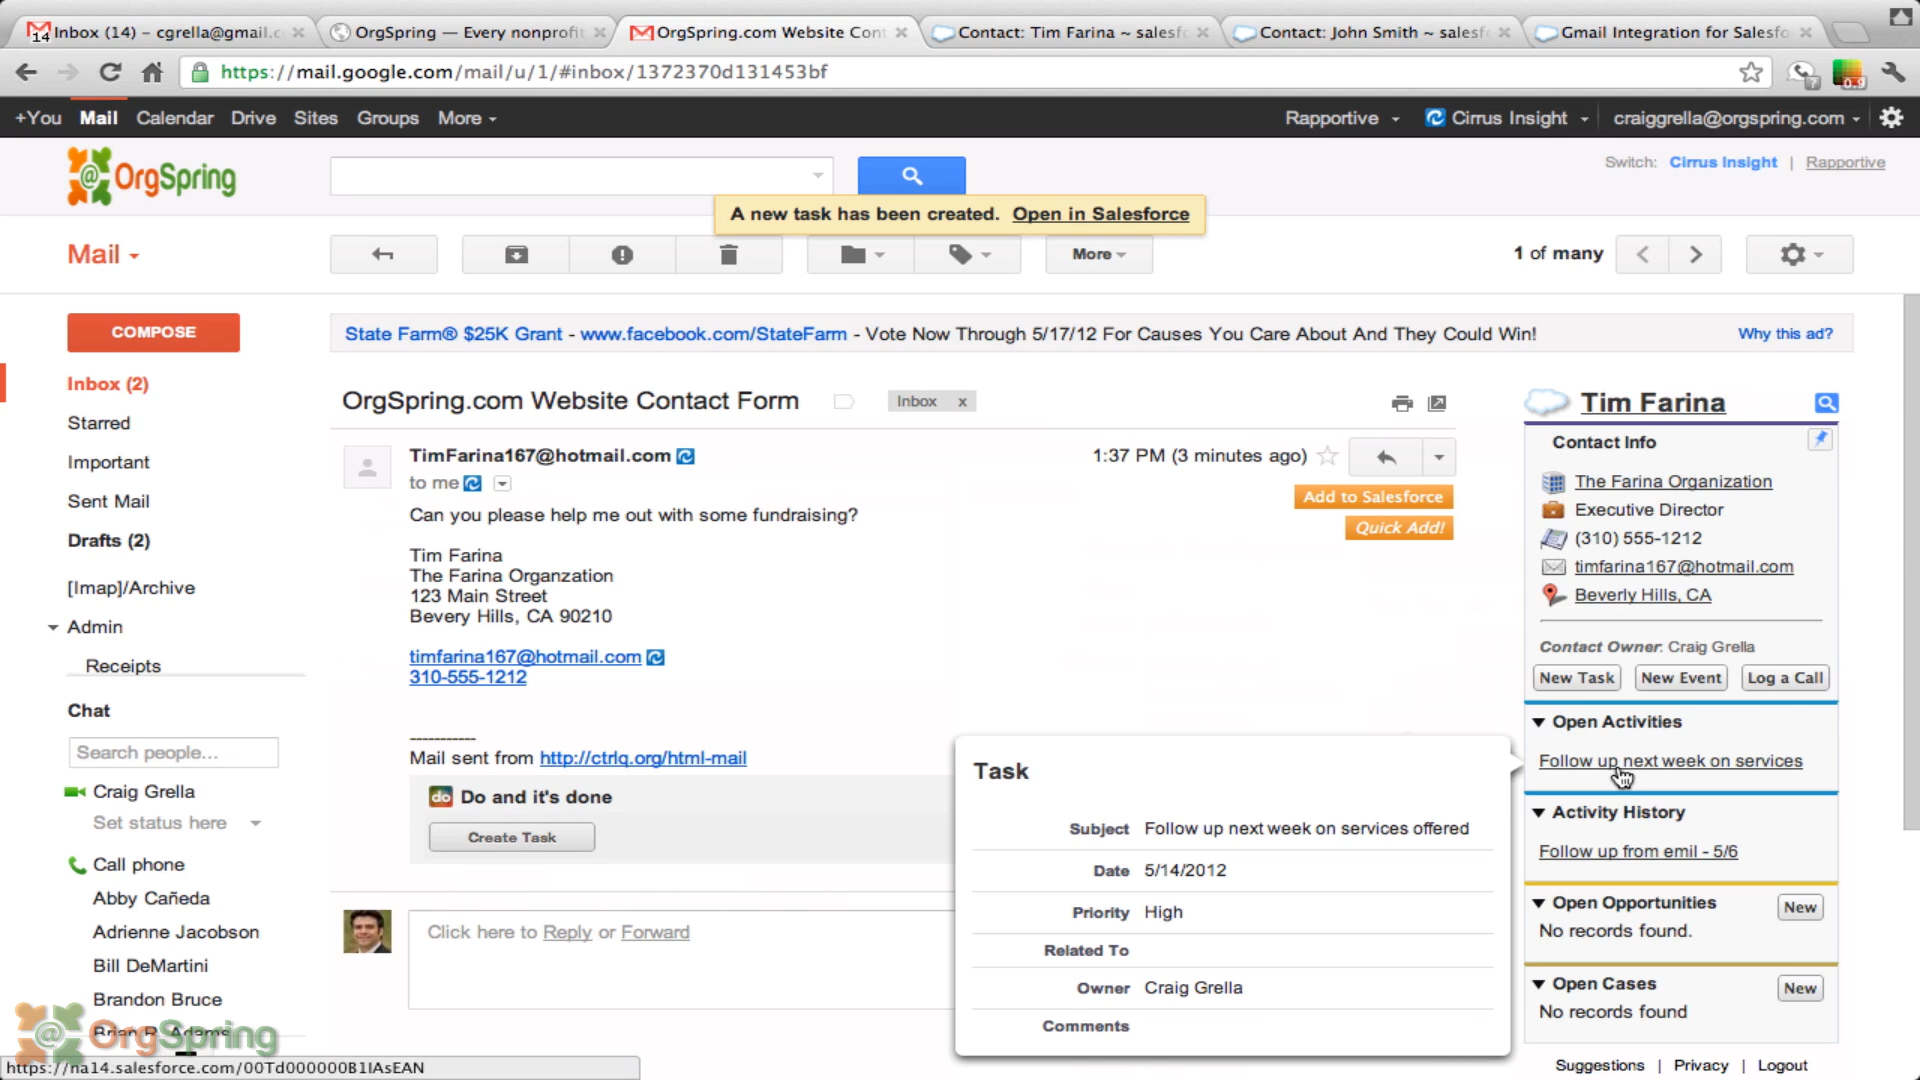 14 Inbox (14) – cgrella@gmail.c
OrgSpring — Every nonprofit
OrgSpring.com Website Cont
Contact: Tim Farina ~ salesfo
Contact: John Smith ~ salesf
Gmail Integration for Salesfo
https://mail.google.com/mail/u/1/#inbox/1372370d131453bf
? 0.9
+You Mail Calendar Drive Sites Groups More
Rapportive Cirrus Insight craiggrella@orgspring.com
@ OrgSpring
Switch: Cirrus Insight | Rapportive
A new task has been created. Open in Salesforce
Mail
More
1 of many
COMPOSE
State Farm® $25K Grant - www.facebook.com/StateFarm - Vote Now Through 5/17/12 For Causes You Care About And They Could Win!
Why this ad?
Inbox (2)
Starred
Important
Sent Mail
Drafts (2)
[Imap]/Archive
Admin
Receipts
Chat
Search people...
Craig Grella
Set status here
Call phone
Abby Cañeda
Adrienne Jacobson
Bill DeMartini
Brandon Bruce
Brian R. Adams
OrgSpring.com Website Contact Form
Inbox x
TimFarina167@hotmail.com
1:37 PM (3 minutes ago)
to me
Add to Salesforce
Quick Add!
Can you please help me out with some fundraising?
Tim Farina
The Farina Organzation
123 Main Street
Bevery Hills, CA 90210
timfarina167@hotmail.com
310-555-1212
-----------
Mail sent from http://ctrlq.org/html-mail
do Do and it's done
Create Task
Click here to Reply or Forward
Task
Subject Follow up next week on services offered
Date 5/14/2012
Priority High
Related To
Owner Craig Grella
Comments
Tim Farina
Contact Info
The Farina Organization
Executive Director
(310) 555-1212
timfarina167@hotmail.com
Beverly Hills, CA
Contact Owner: Craig Grella
New Task New Event Log a Call
Open Activities
Follow up next week on services
Activity History
Follow up from emil - 5/6
Open Opportunities New
No records found.
Open Cases New
No records found
Suggestions | Privacy | Logout
@ OrgSpring
https://na14.salesforce.com/00Td000000B1IAsEAN